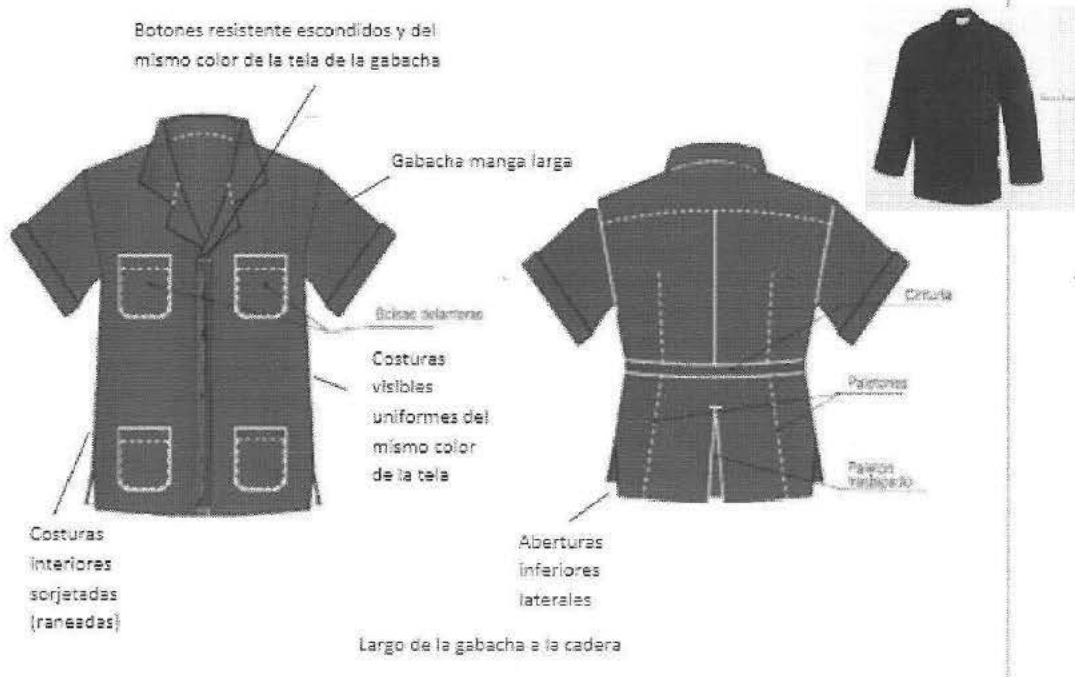 Botones resistente escondidos y del
mismo color de la tela de la gabacha
Gabacha manga larga
Bolsas delanteras
Costuras
visibles
uniformes del
mismo color
de la tela
Costuras
interiores
sorjetadas
(raneadas)
Cinturia
Paletones
Paleton
traslapado
Aberturas
inferiores
laterales
Largo de la gabacha a la cadera